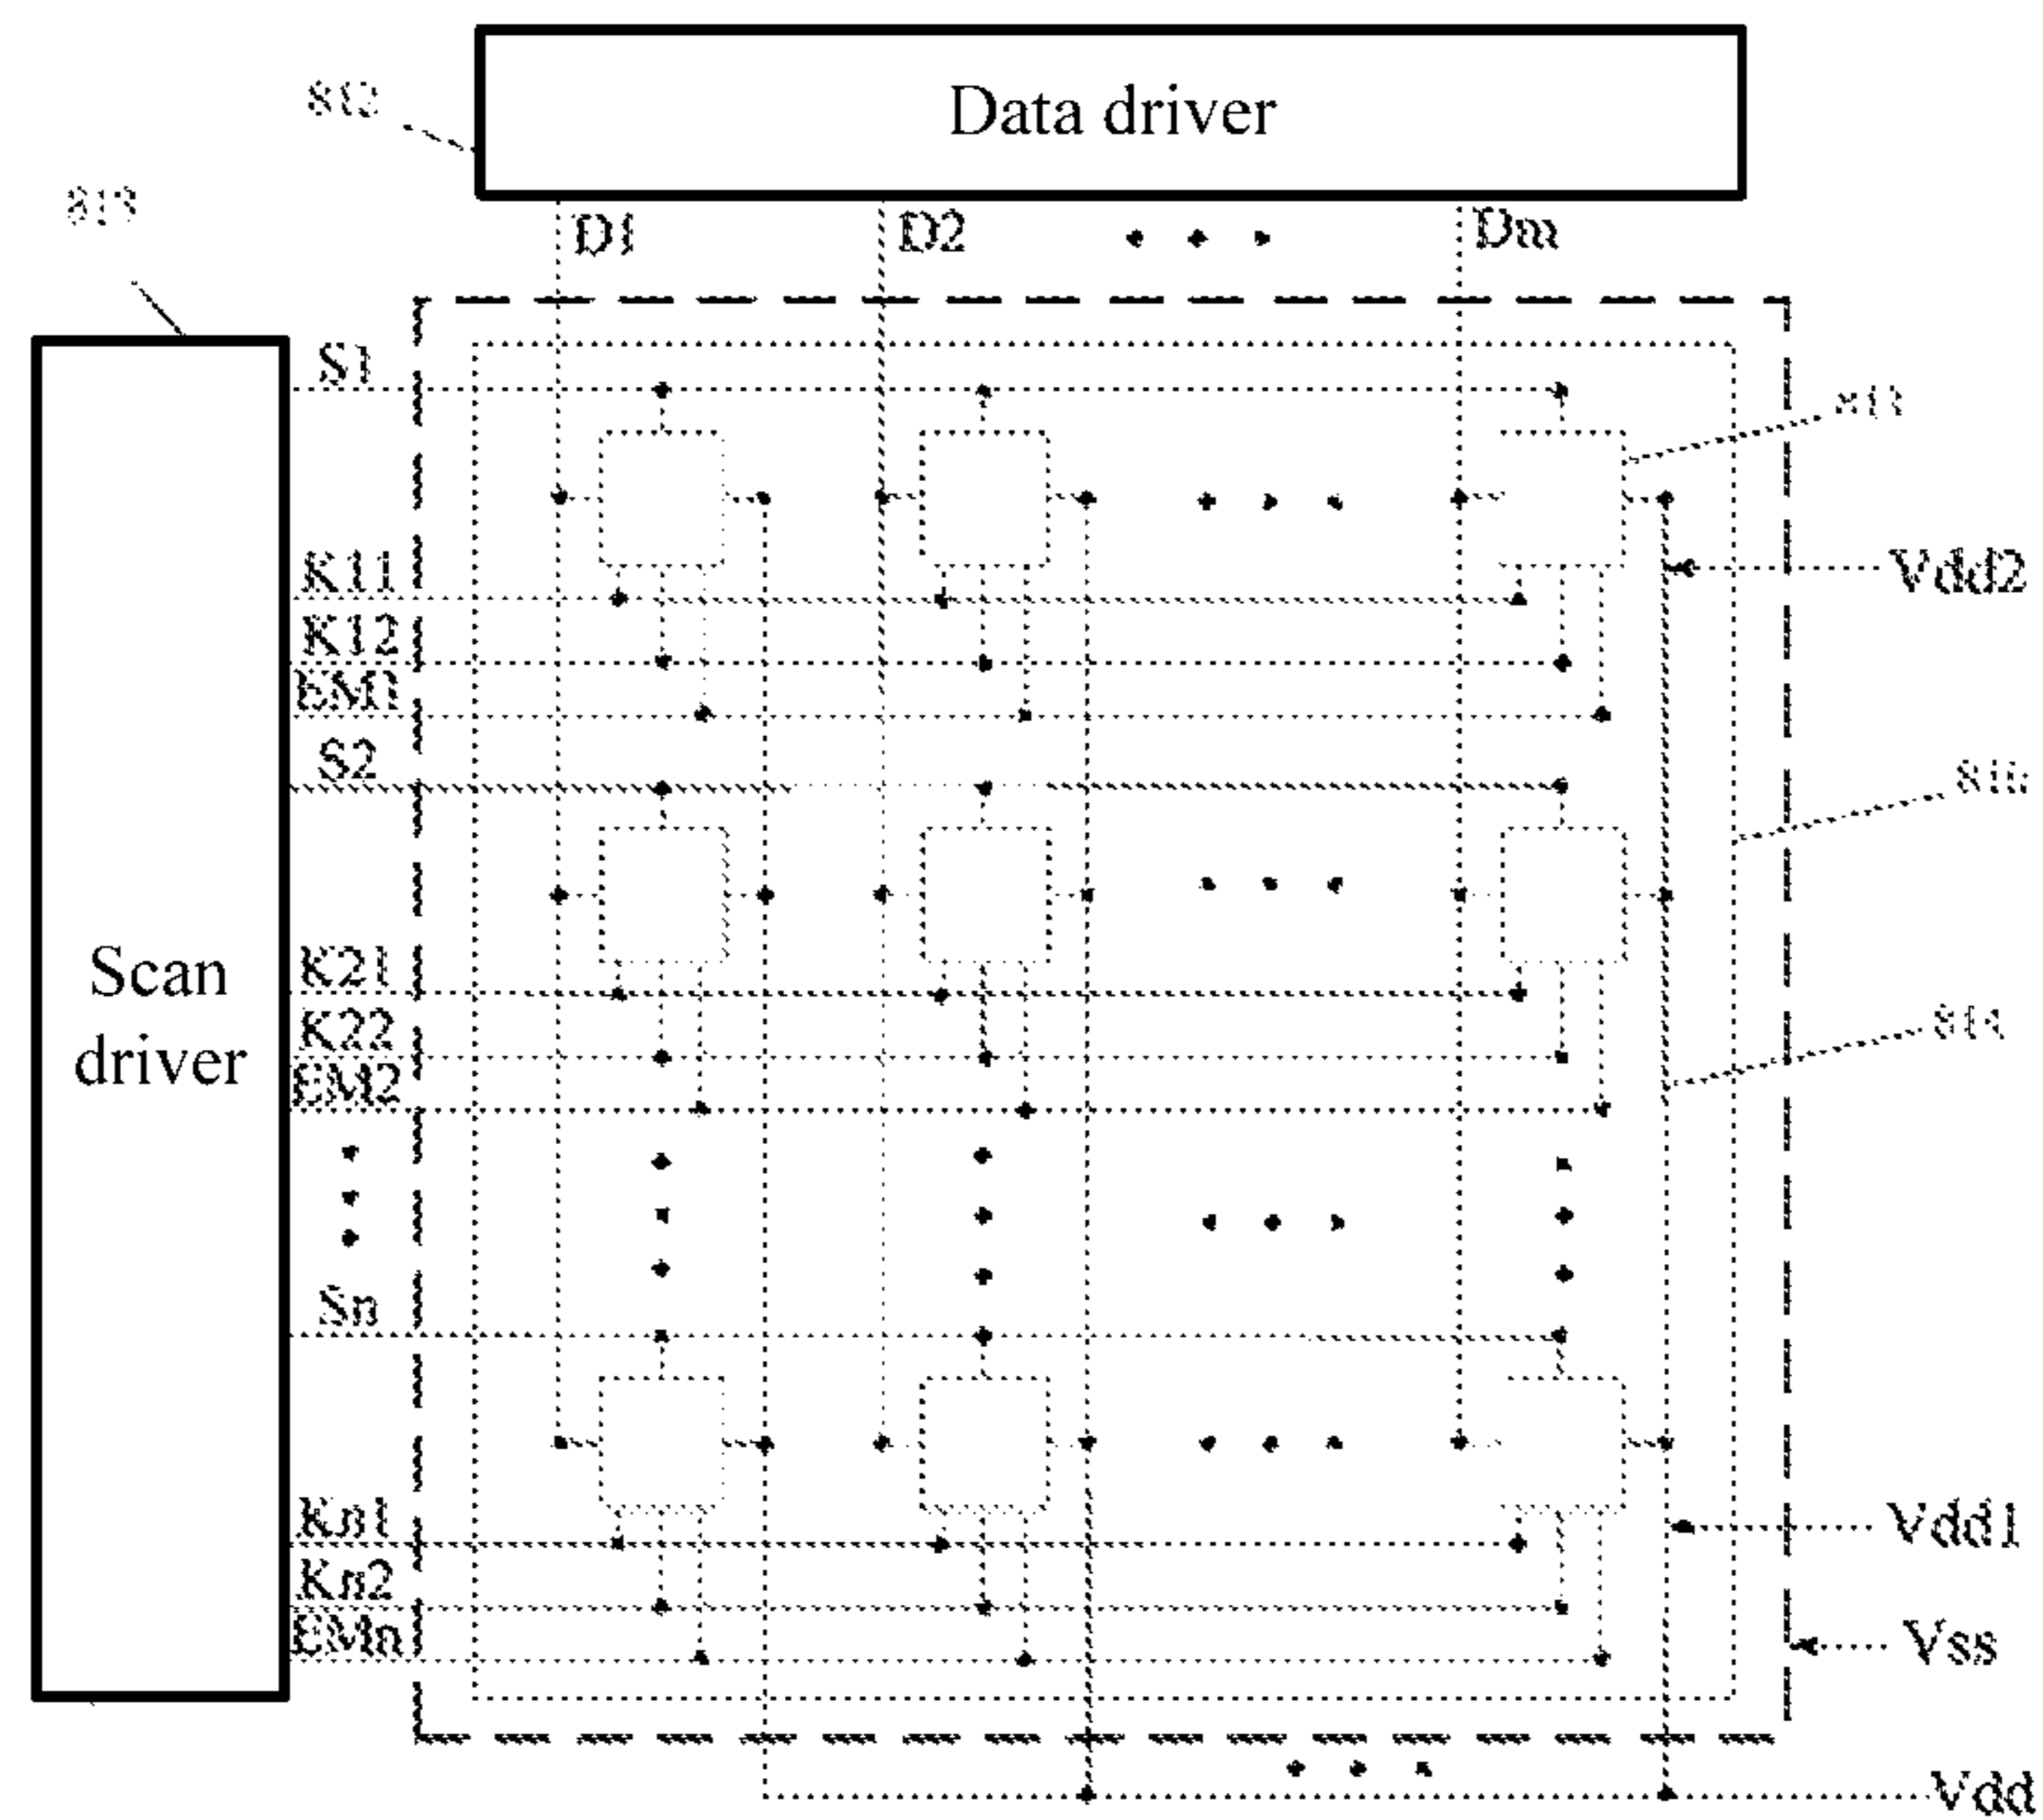 812
Data driver
D1
D2
Dm
S1
K11
Vdd2
K12
EM1
S2
Scan
driver
K21
K22
EM2
Sn
Kn1
Vdd1
Kn2
EMn
Vss
Vdd